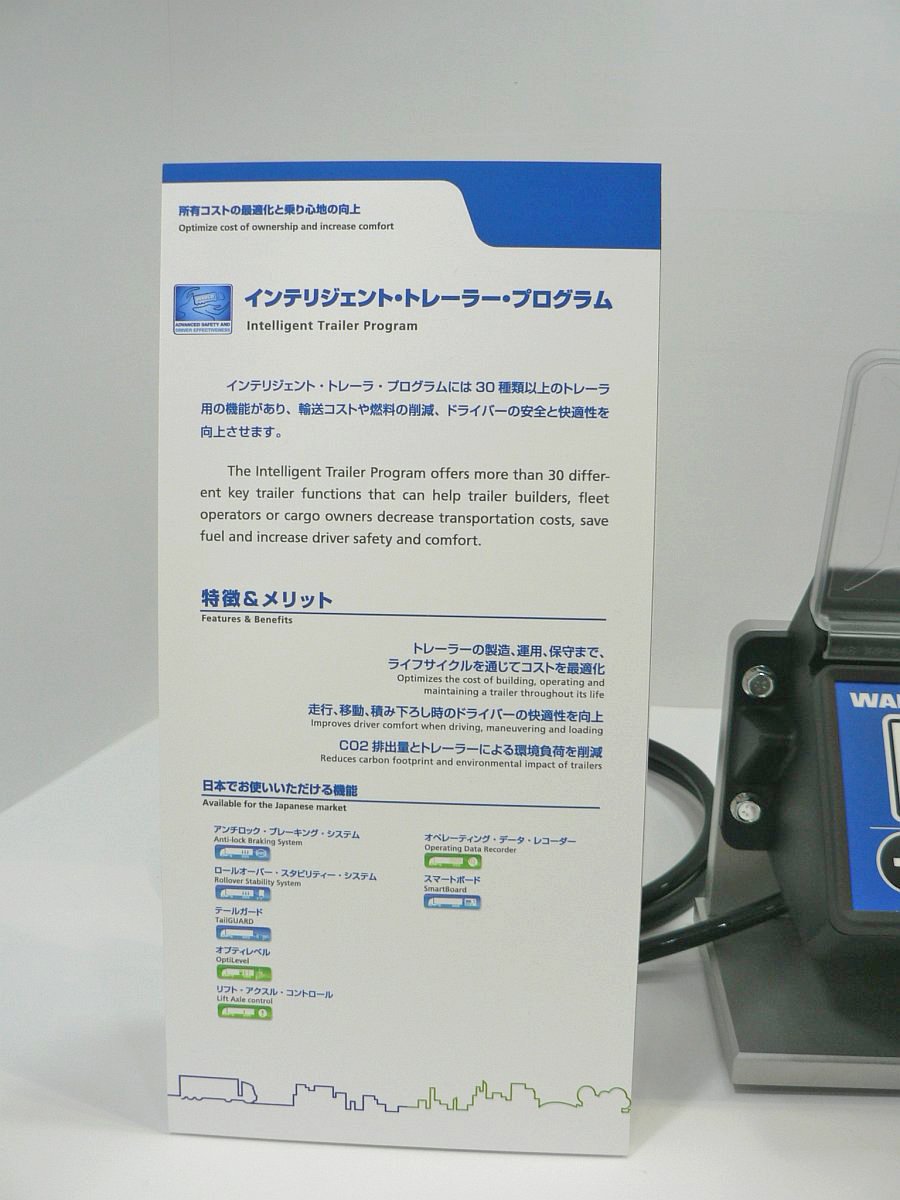 所有コストの最適化と乗り心地の向上
Optimize cost of ownership and increase comfort
ADVANCED SAFETY AND
DRIVER EFFECTIVENESS
インテリジェント・トレーラー・プログラム
Intelligent Trailer Program
インテリジェント・トレーラ・プログラムには 30 種類以上のトレーラ
用の機能があり、輸送コストや燃料の削減、ドライバーの安全と快適性を
向上させます。
The Intelligent Trailer Program offers more than 30 differ-
ent key trailer functions that can help trailer builders, fleet
operators or cargo owners decrease transportation costs, save
fuel and increase driver safety and comfort.
特徴&メリット
Features & Benefits
トレーラーの製造、運用、保守まで、
ライフサイクルを通じてコストを最適化
Optimizes the cost of building, operating and
maintaining a trailer throughout its life
走行、移動、積み下ろし時のドライバーの快適性を向上
Improves driver comfort when driving, maneuvering and loading
CO2 排出量とトレーラーによる環境負荷を削減
Reduces carbon footprint and environmental impact of trailers
日本でお使いいただける機能
Available for the Japanese market
アンチロック・ブレーキング・システム
Anti-lock Braking System
ロールオーバー・スタビリティー・システム
Rollover Stability System
テールガード
TailGUARD
オプティレベル
OptiLevel
リフト・アクスル・コントロール
Lift Axle control
オペレーティング・データ・レコーダー
Operating Data Recorder
スマートボード
SmartBoard
WA